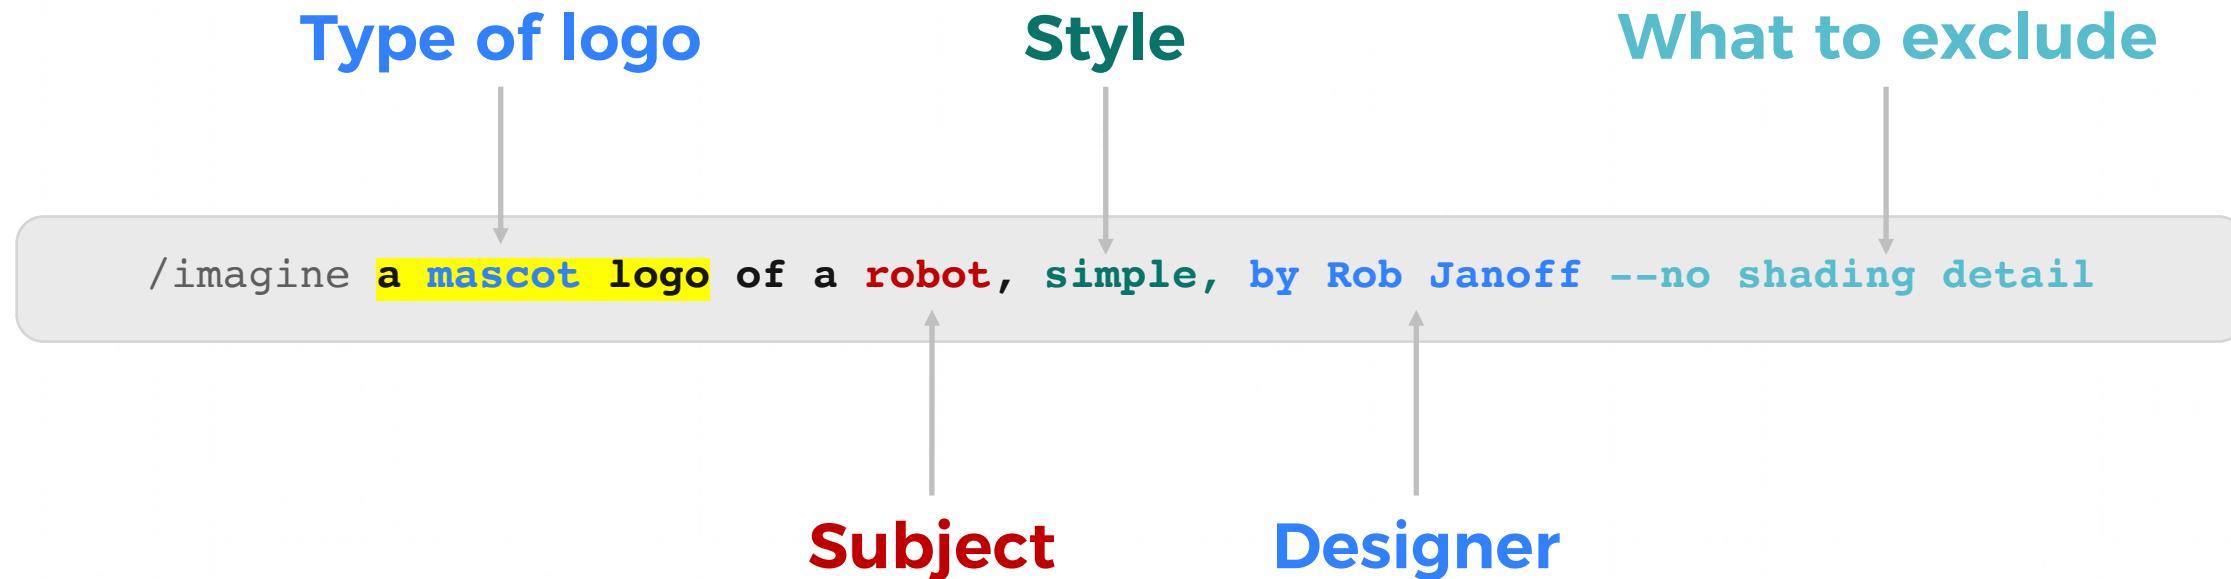 Type of logo
Style
What to exclude
/imagine a mascot logo of a robot, simple, by Rob Janoff --no shading detail
Subject
Designer